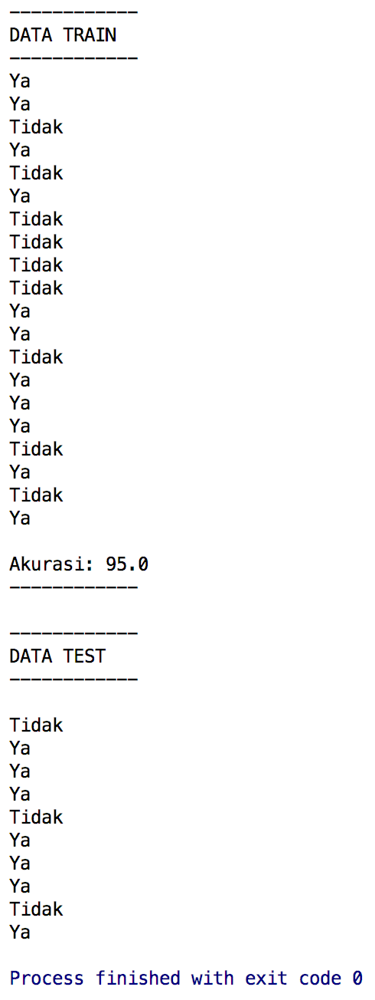 ------------
DATA TRAIN
------------
Ya
Ya
Tidak
Ya
Tidak
Ya
Tidak
Tidak
Tidak
Tidak
Ya
Ya
Tidak
Ya
Ya
Ya
Tidak
Ya
Tidak
Ya
Akurasi: 95.0
------------
------------
DATA TEST
------------
Tidak
Ya
Ya
Ya
Tidak
Ya
Ya
Ya
Tidak
Ya
Process finished with exit code 0